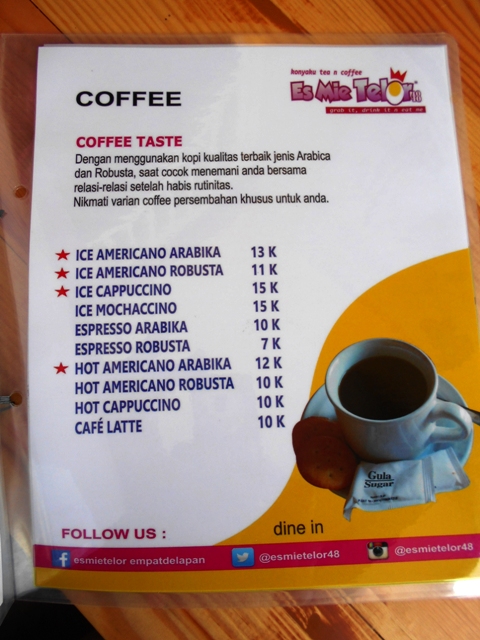 konyaku tea n coffee
Es Mie Telor 48
grab it, drink it n eat me
COFFEE
COFFEE TASTE
Dengan menggunakan kopi kualitas terbaik jenis Arabica
dan Robusta, saat cocok menemani anda bersama
relasi-relasi setelah habis rutinitas.
Nikmati varian coffee persembahan khusus untuk anda.
ICE AMERICANO ARABIKA 13 K
ICE AMERICANO ROBUSTA 11 K
ICE CAPPUCCINO 15 K
ICE MOCHACCINO 15 K
ESPRESSO ARABIKA 10 K
ESPRESSO ROBUSTA 7 K
HOT AMERICANO ARABIKA 12 K
HOT AMERICANO ROBUSTA 10 K
HOT CAPPUCCINO 10 K
CAFÉ LATTE 10 K
Gula
Sugar
dine in
FOLLOW US :
esmietelor empatdelapan
@esmietelor48
@esmietelor48